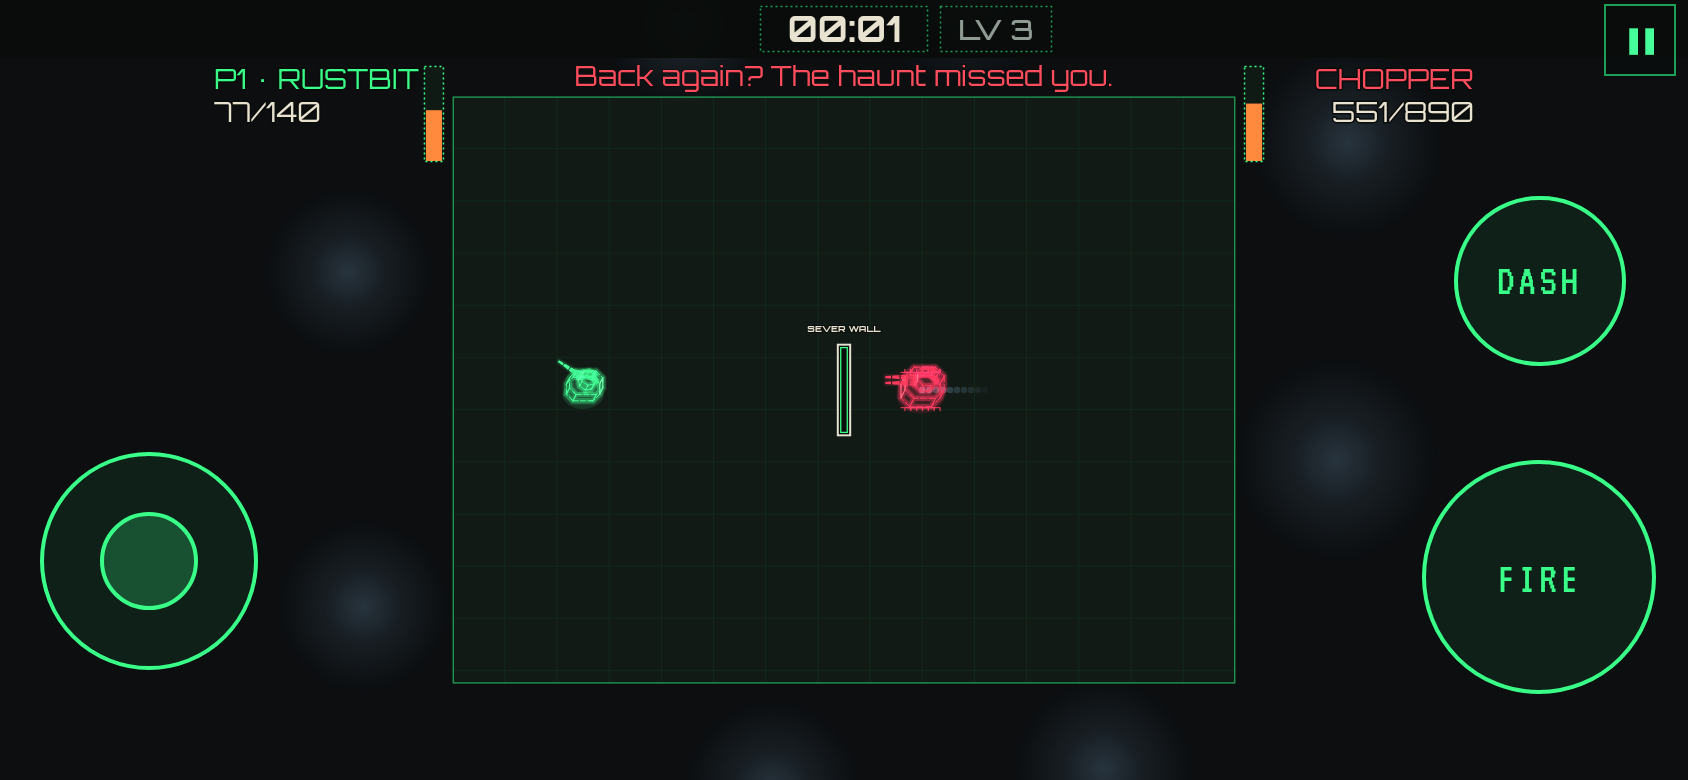 00:01
LV 3
P1 · RUSTBIT
77/140
Back again? The haunt missed you.
CHOPPER
551/890
DASH
SEVER WALL
FIRE